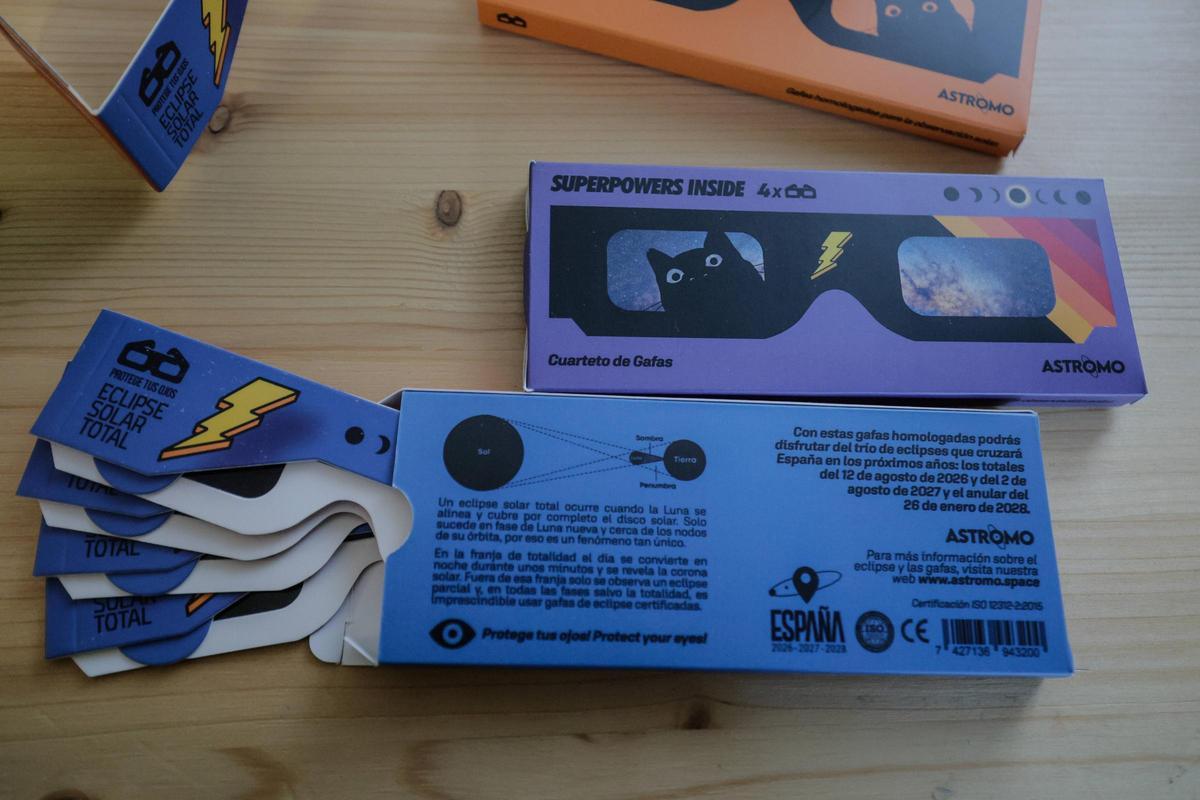 PROTEGE TUS OJOS
ECLIPSE
SOLAR
TOTAL
ASTROMO
Gafas homologadas para la observación solar
SUPERPOWERS INSIDE 4x
Cuarteto de Gafas
ASTROMO
PROTEGE TUS OJOS
ECLIPSE
SOLAR
TOTAL
TOTAL
TOTAL
SOLAR
TOTAL
Sol
Sombra
Tierra
Penumbra
Un eclipse solar total ocurre cuando la Luna se
alinea y cubre por completo el disco solar. Solo
sucede en fase de Luna nueva y cerca de los nodos
de su órbita, por eso es un fenómeno tan único.
En la franja de totalidad el día se convierte en
noche durante unos minutos y se revela la corona
solar. Fuera de esa franja solo se observa un eclipse
parcial y, en todas las fases salvo la totalidad, es
imprescindible usar gafas de eclipse certificadas.
Protege tus ojos! Protect your eyes!
Con estas gafas homologadas podrás
disfrutar del trío de eclipses que cruzará
España en los próximos años: los totales
del 12 de agosto de 2026 y del 2 de
agosto de 2027 y el anular del
26 de enero de 2028.
ASTROMO
Para más información sobre el
eclipse y las gafas, visita nuestra
web www.astromo.space
Certificación ISO 12312-2:2015
ESPAÑA
2026-2027-2028
ISO
CE
7 427136 943200